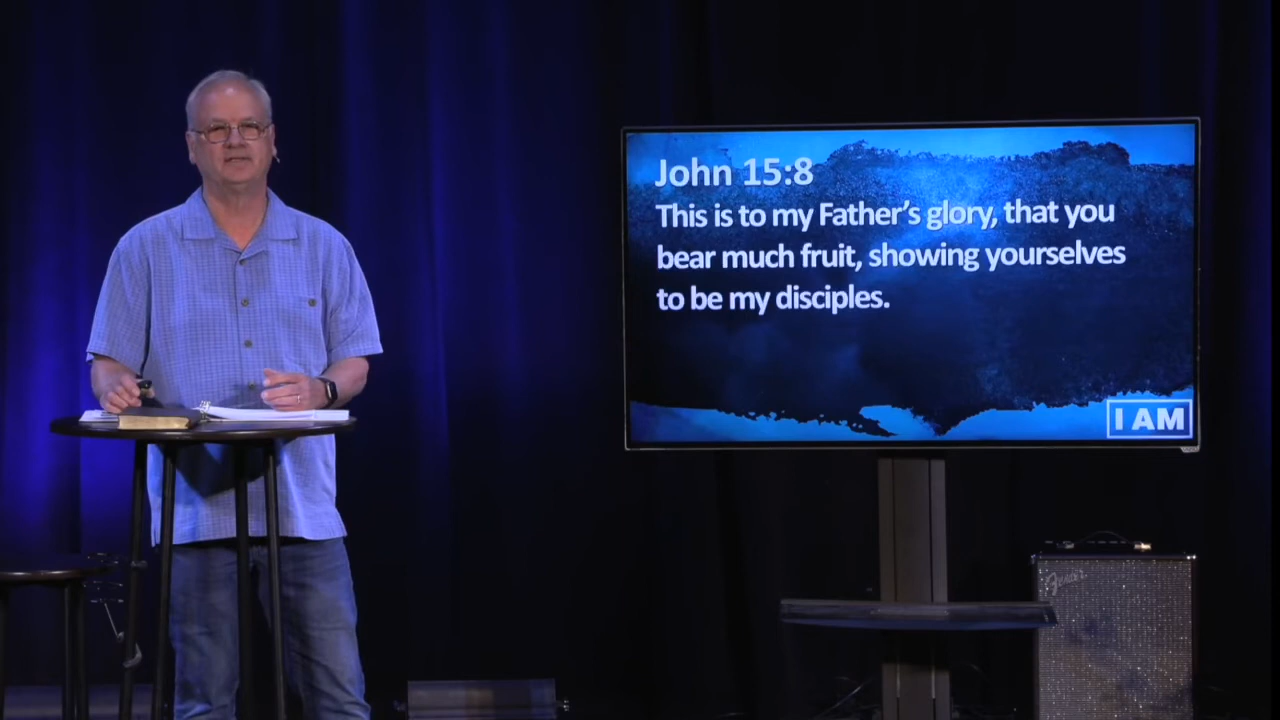 John 15:8
This is to my Father's glory, that you
bear much fruit, showing yourselves
to be my disciples.
I AM
Fender